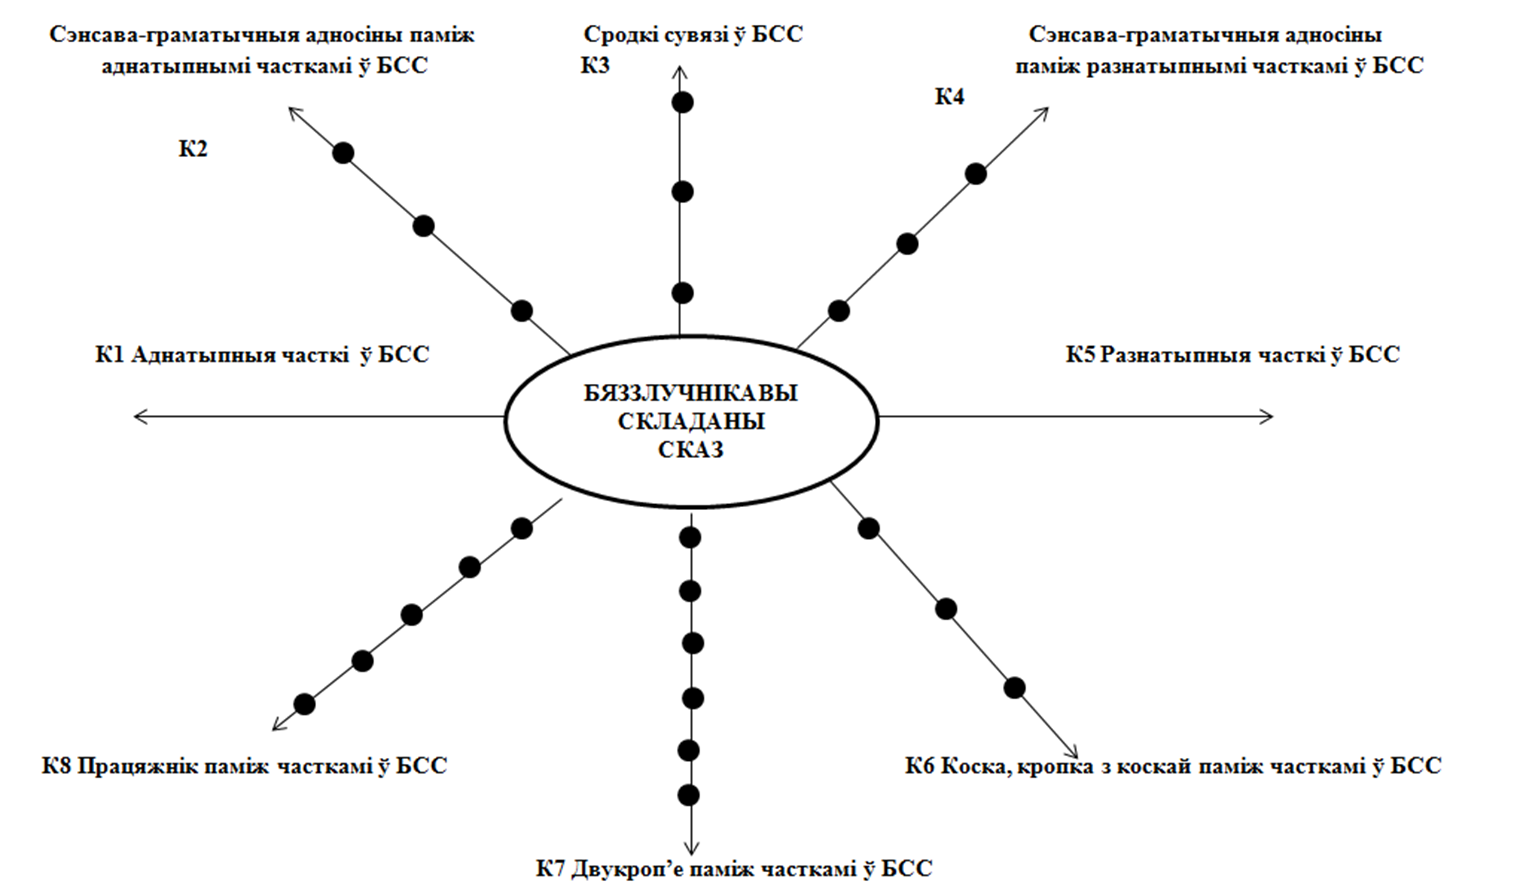 Сэнсава-граматычныя адносіны паміж
аднатыпнымі часткамі ў БСС
К2
Сродкі сувязі ў БСС
К3
Сэнсава-граматычныя адносіны
паміж разнатыпнымі часткамі ў БСС
К4
К1 Аднатыпныя часткі ў БСС
К5 Разнатыпныя часткі ў БСС
БЯЗЗЛУЧНІКАВЫ
СКЛАДАНЫ
СКАЗ
К8 Працяжнік паміж часткамі ў БСС
К6 Коска, кропка з коскай паміж часткамі ў БСС
К7 Двукроп’е паміж часткамі ў БСС